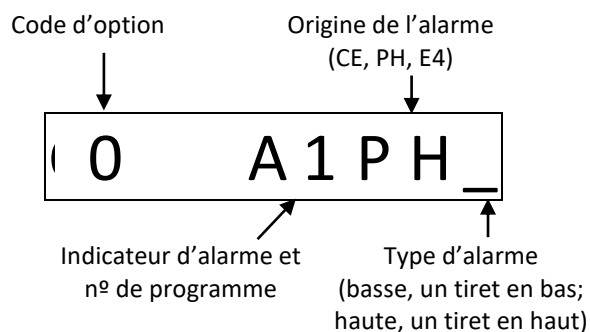 Code d’option
Origine de l’alarme
(CE, PH, E4)
0 A1PH_
Indicateur d’alarme et
nº de programme
Type d’alarme
(basse, un tiret en bas;
haute, un tiret en haut)